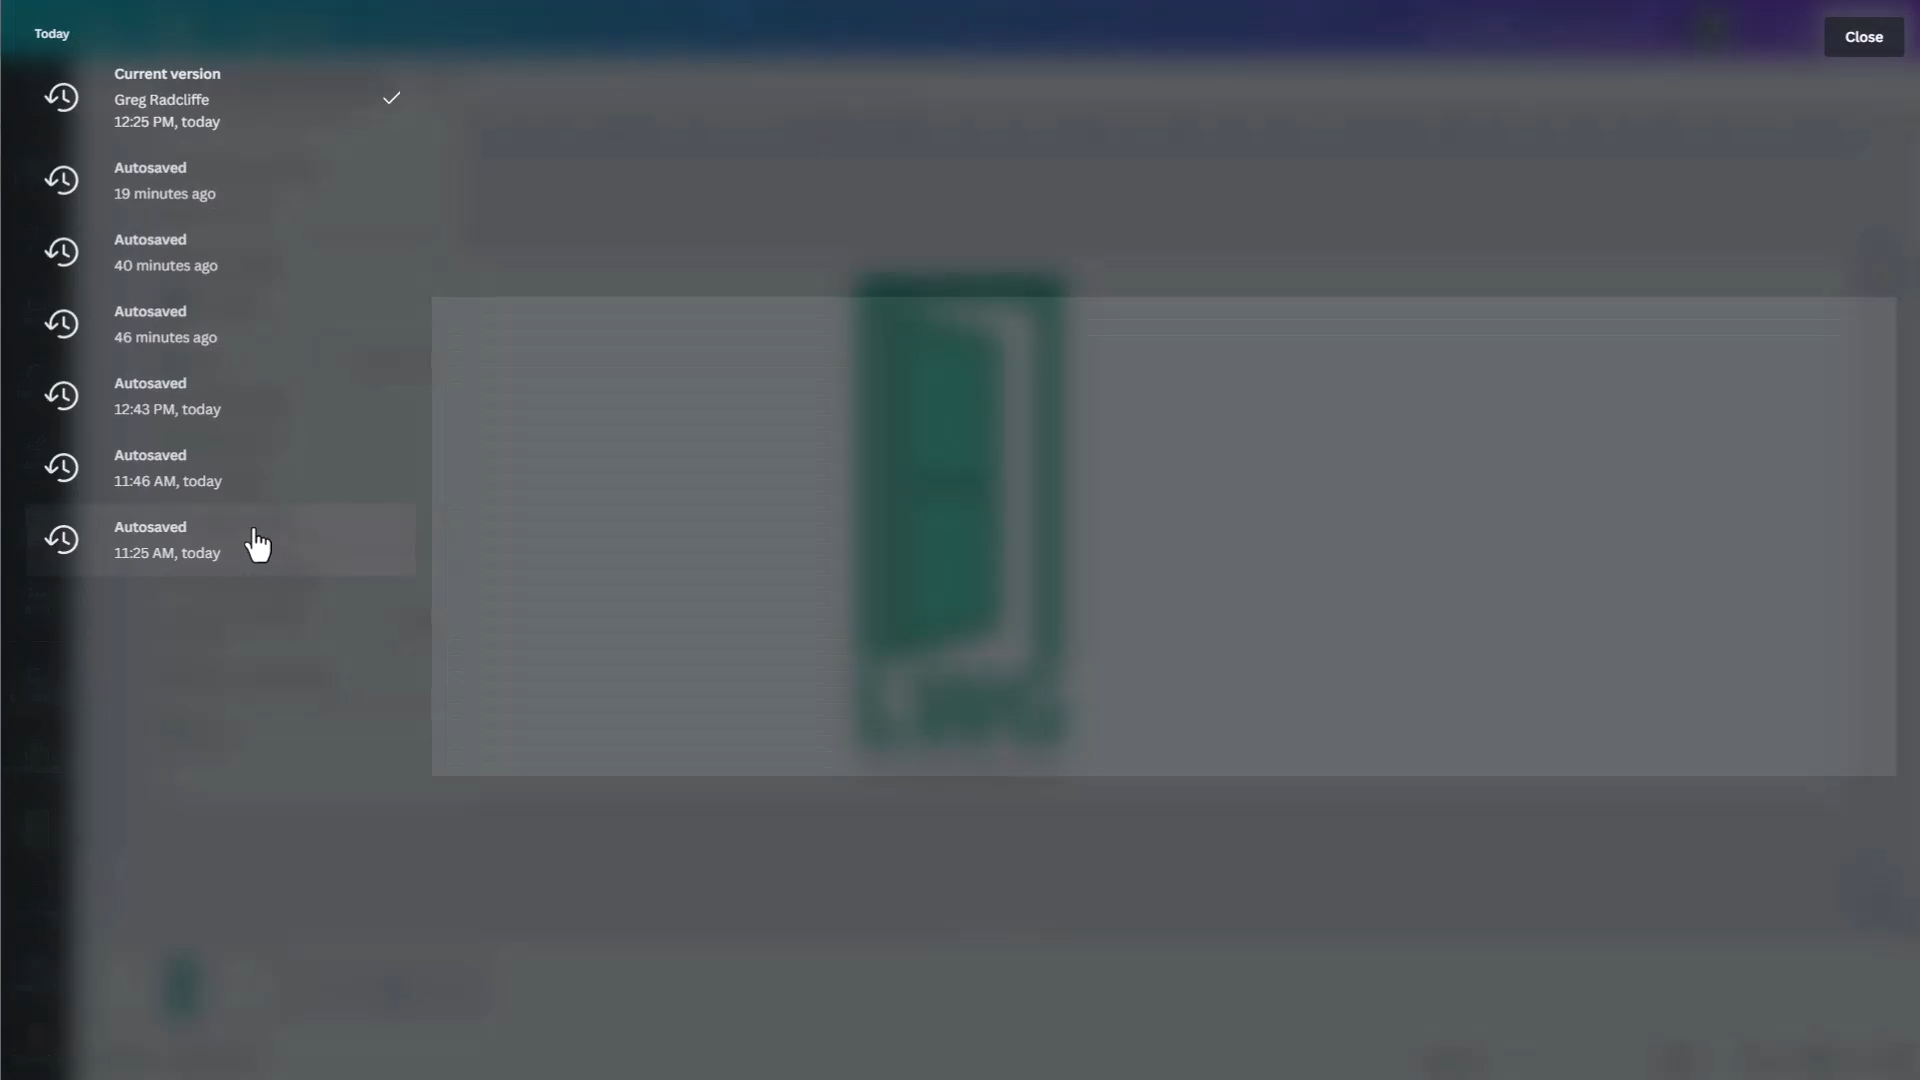 Today
Close
Current version
Greg Radcliffe
12:25 PM, today
Autosaved
19 minutes ago
Autosaved
40 minutes ago
Autosaved
46 minutes ago
Autosaved
12:43 PM, today
Autosaved
11:46 AM, today
Autosaved
11:25 AM, today